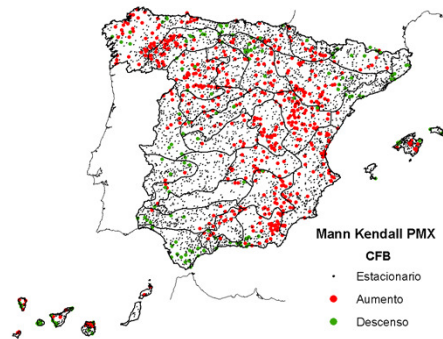 Mann Kendall PMX
CFB
Estacionario
Aumento
Descenso